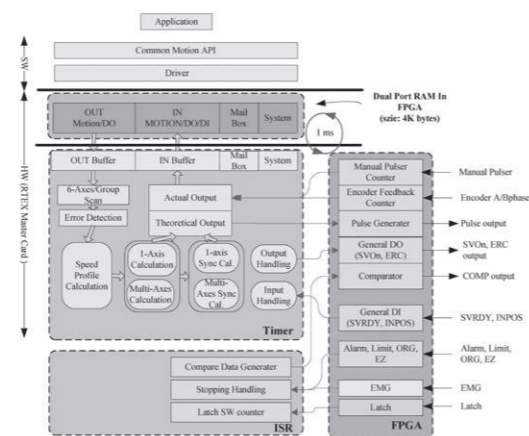 Application
Common Motion API
Driver
SW
HW (RTEX Master Card)
Dual Port RAM In
FPGA
(szie: 4K bytes)
OUT
Motion/DO
IN
MOTION/DO/DI
Mail
Box
System
1 ms
OUT Buffer
IN Buffer
Mail
Box
System
6-Axes/Group
Scan
Error Detection
Actual Output
Theoretical Output
Speed
Profile
Calculation
1-Axis
Calculation
Multi-Axes
Calculation
1-axis
Sync Cal.
Multi-
Axes Sync
Cal.
Output
Handling
Input
Handling
Timer
Compare Data Generator
Stopping Handling
Latch SW counter
ISR
Manual Pulser
Counter
Encoder Feedback
Counter
Pulse Generator
General DO
(SVOn, ERC)
Comparator
General DI
(SVRDY, INPOS)
Alarm, Limit, ORG,
EZ
EMG
Latch
FPGA
Manual Pulser
Encoder A/Bphase
Pulse output
SVOn, ERC
output
COMP output
SVRDY, INPOS
Alarm, Limit,
ORG, EZ
EMG
Latch